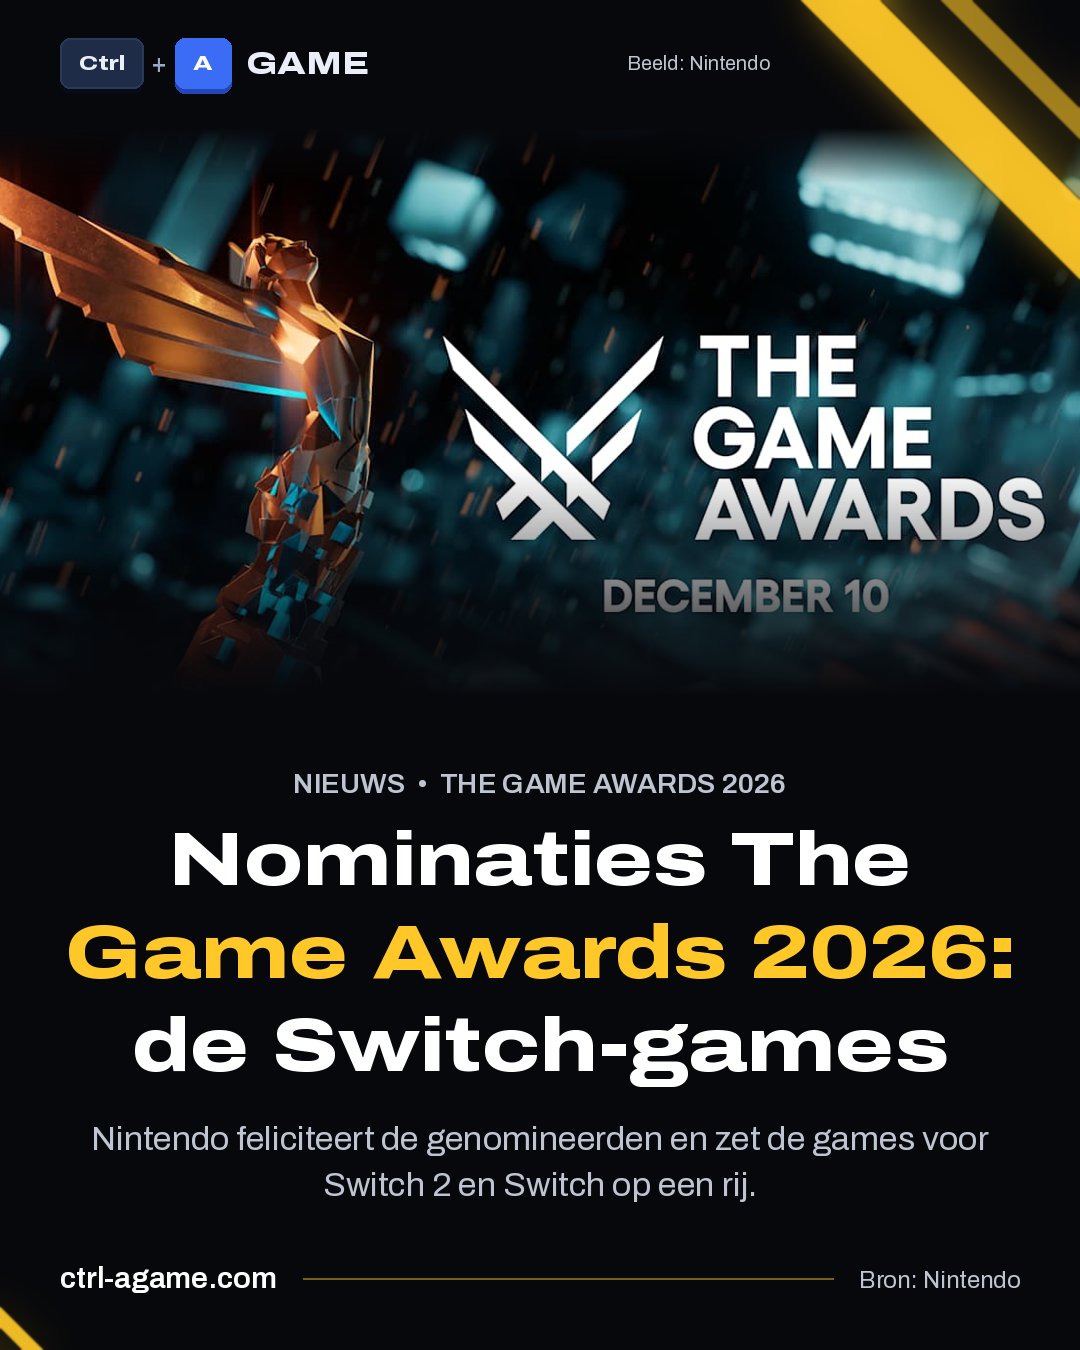 Ctrl + A GAME
Beeld: Nintendo
THE
GAME
AWARDS
DECEMBER 10
NIEUWS • THE GAME AWARDS 2026
Nominaties The
Game Awards 2026:
de Switch-games
Nintendo feliciteert de genomineerden en zet de games voor
Switch 2 en Switch op een rij.
ctrl-agame.com
Bron: Nintendo